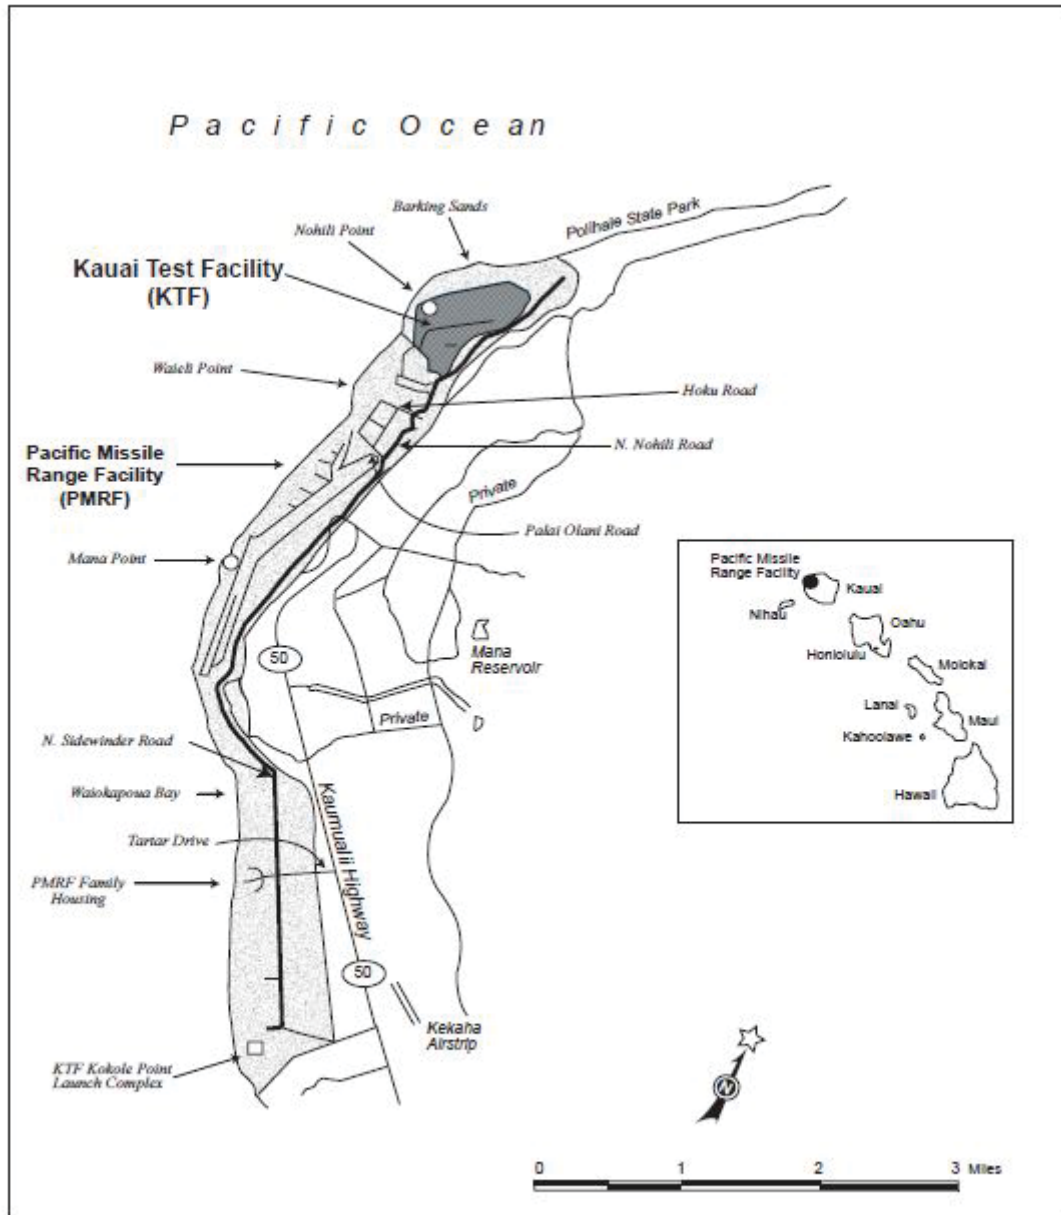 Pacific Ocean
Barking Sands
Nohili Point
Polihale State Park
Kauai Test Facility
(KTF)
Waieli Point
Hoku Road
N. Nohili Road
Pacific Missile
Range Facility
(PMRF)
Private
Palai Olani Road
Mana Point
Pacific Missile
Range Facility
Kauai
Nihau
Oahu
Honlolulu
Molokai
Lanai
Maui
Kahoolawe
Hawaii
50
Mana
Reservoir
Private
N. Sidewinder Road
Waiokapoua Bay
Kaumualii Highway
Tartar Drive
PMRF Family
Housing
50
Kekaha
Airstrip
KTF Kokole Point
Launch Complex
N
0 1 2 3 Miles